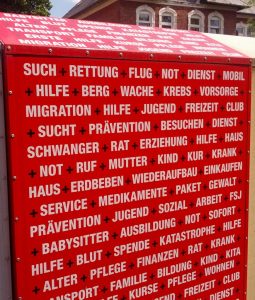 SUCH + RETTUNG + FLUG + NOT + DIENST + MOBIL
+ HILFE + BERG + WACHE + KREBS + VORSORGE +
MIGRATION + HILFE + JUGEND + FREIZEIT + CLUB
+ SUCHT + PRÄVENTION + BESUCHEN + DIENST +
SCHWANGER + RAT + ERZIEHUNG + HILFE + HAUS
+ NOT + RUF + MUTTER + KIND + KUR + KRANK +
HAUS + ERDBEBEN + WIEDERAUFBAU + EINKAUFEN
+ SERVICE + MEDIKAMENTE + PAKET + GEWALT +
PRÄVENTION + JUGEND + SOZIAL + ARBEIT + FSJ
+ BABYSITTER + AUSBILDUNG + NOT + SOFORT +
HILFE + BLUT + SPENDE + KATASTROPHE + HILFE
+ ALTER + PFLEGE + FINANZEN + RAT + KRANK +
TRANSPORT + FAMILIE + BILDUNG + KIND + KITA
KURSE + PFLEGE + WOHNEN